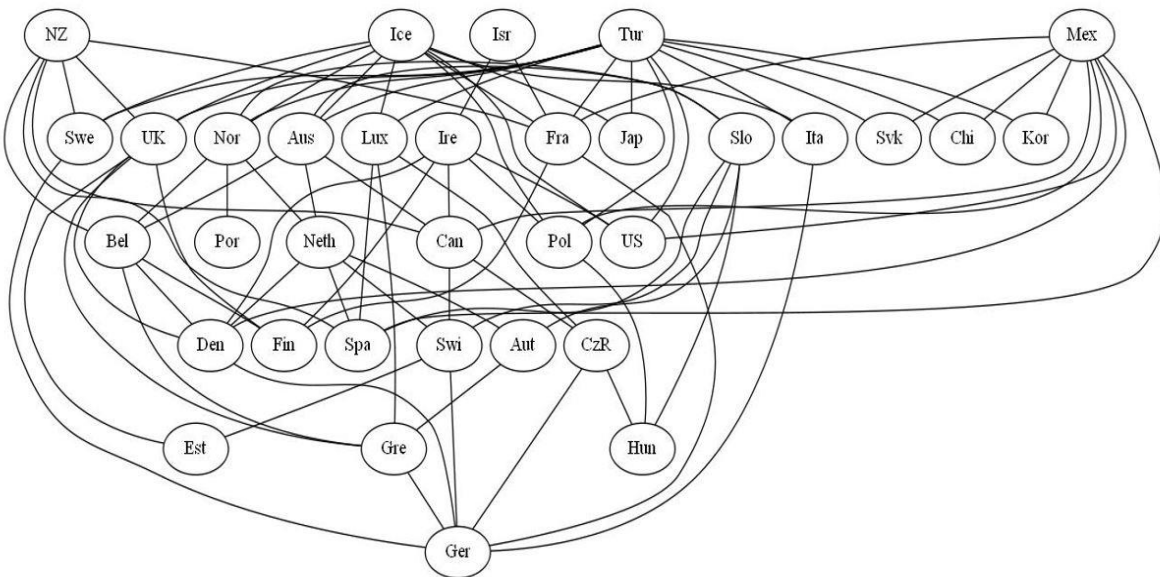 NZ Ice Isr Tur Mex
Swe UK Nor Aus Lux Ire Fra Jap Slo Ita Svk Chi Kor
Bel Por Neth Can Pol US
Den Fin Spa Swi Aut CzR
Est Gre Hun
Ger